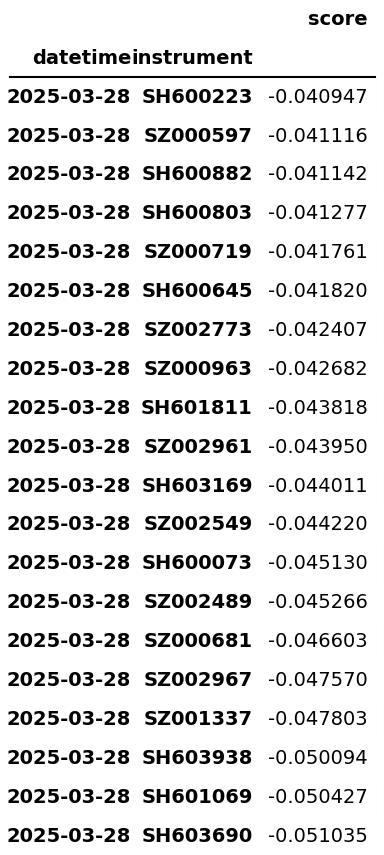 score
datetime instrument
2025-03-28 SH600223 -0.040947
2025-03-28 SZ000597 -0.041116
2025-03-28 SH600882 -0.041142
2025-03-28 SH600803 -0.041277
2025-03-28 SZ000719 -0.041761
2025-03-28 SH600645 -0.041820
2025-03-28 SZ002773 -0.042407
2025-03-28 SZ000963 -0.042682
2025-03-28 SH601811 -0.043818
2025-03-28 SZ002961 -0.043950
2025-03-28 SH603169 -0.044011
2025-03-28 SZ002549 -0.044220
2025-03-28 SH600073 -0.045130
2025-03-28 SZ002489 -0.045266
2025-03-28 SZ000681 -0.046603
2025-03-28 SZ002967 -0.047570
2025-03-28 SZ001337 -0.047803
2025-03-28 SH603938 -0.050094
2025-03-28 SH601069 -0.050427
2025-03-28 SH603690 -0.051035